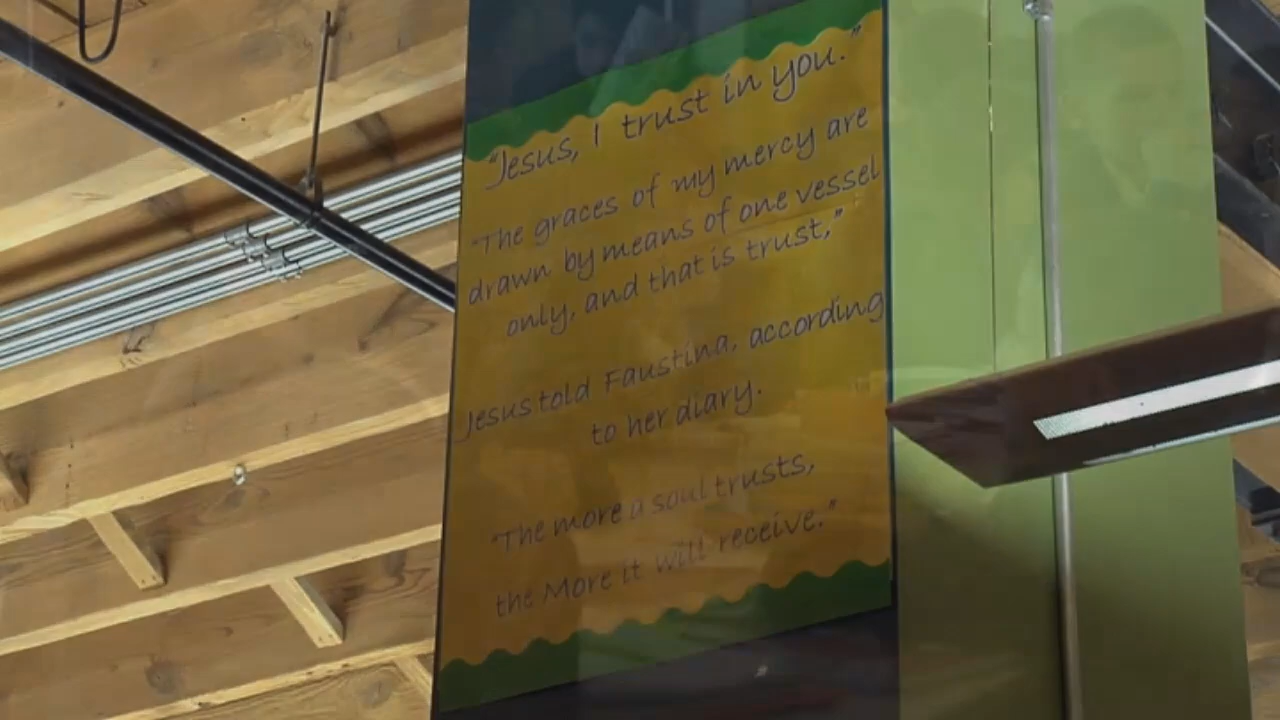 "Jesus, I trust in you."
"The graces of my mercy are
drawn by means of one vessel
only, and that is trust,"
Jesus told Faustina, according
to her diary.
"The more a soul trusts,
the More it will receive."